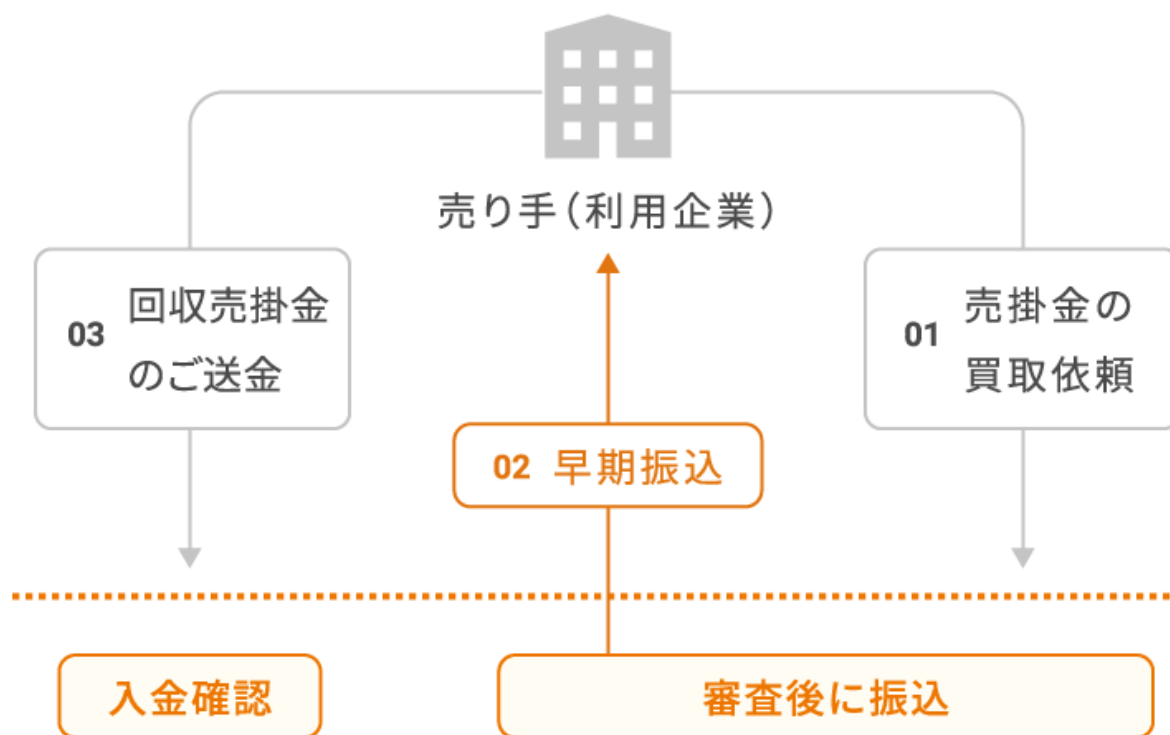 売り手（利用企業）
03 回収売掛金
のご送金
01 売掛金の
買取依頼
02 早期振込
入金確認
審査後に振込